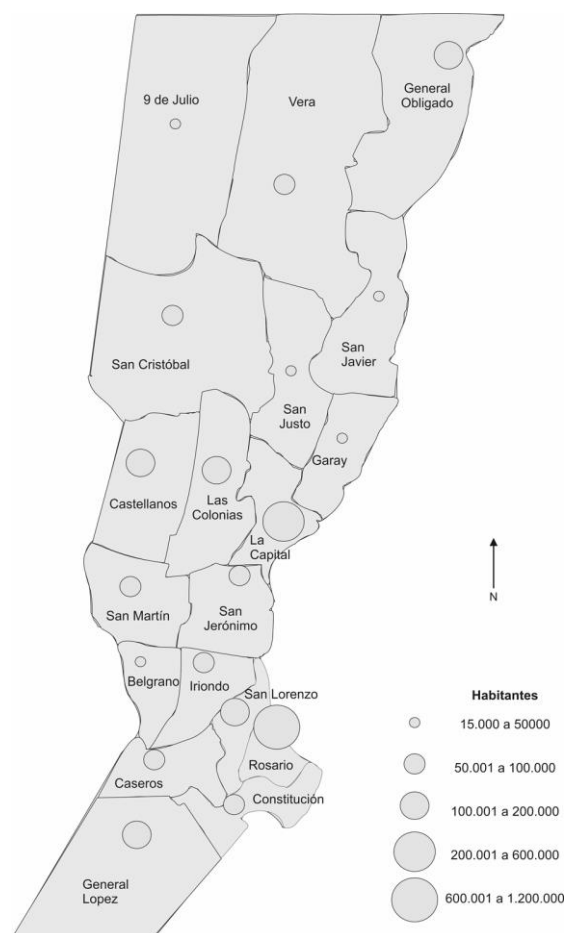 9 de Julio
Vera
General
Obligado
San Cristóbal
San
Javier
San
Justo
Garay
Castellanos
Las
Colonias
La
Capital
San Martín
San
Jerónimo
Belgrano
Iriondo
San Lorenzo
Rosario
Caseros
Constitución
General
Lopez
N
Habitantes
15.000 a 50000
50.001 a 100.000
100.001 a 200.000
200.001 a 600.000
600.001 a 1.200.000